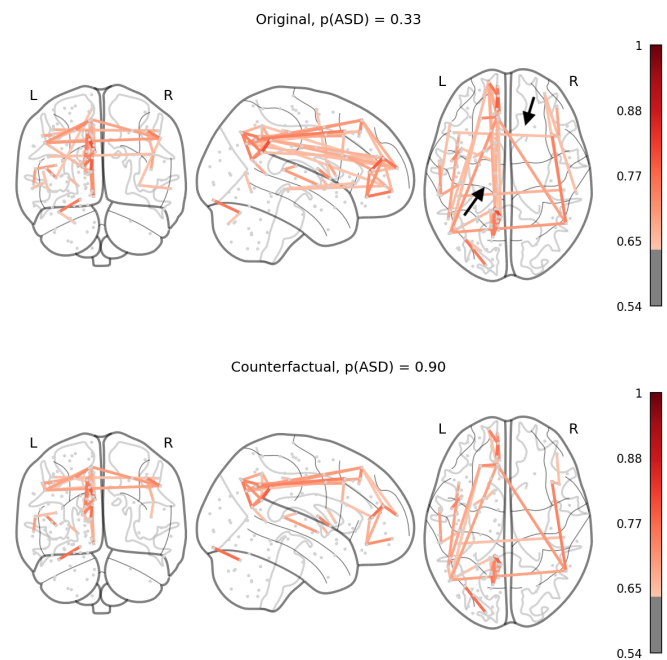 Original, p(ASD) = 0.33
L
R
L
R
1
0.88
0.77
0.65
0.54
Counterfactual, p(ASD) = 0.90
L
R
L
R
1
0.88
0.77
0.65
0.54